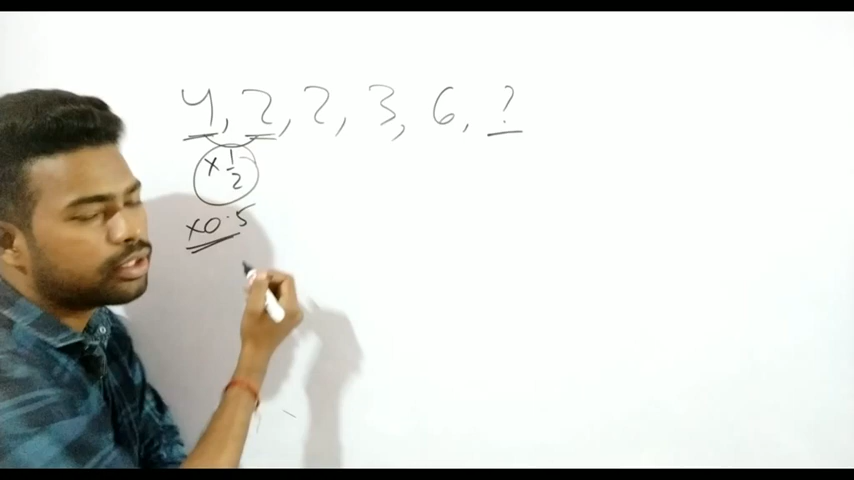 4, 2, 2, 3, 6, ?
× 1/2
×0.5